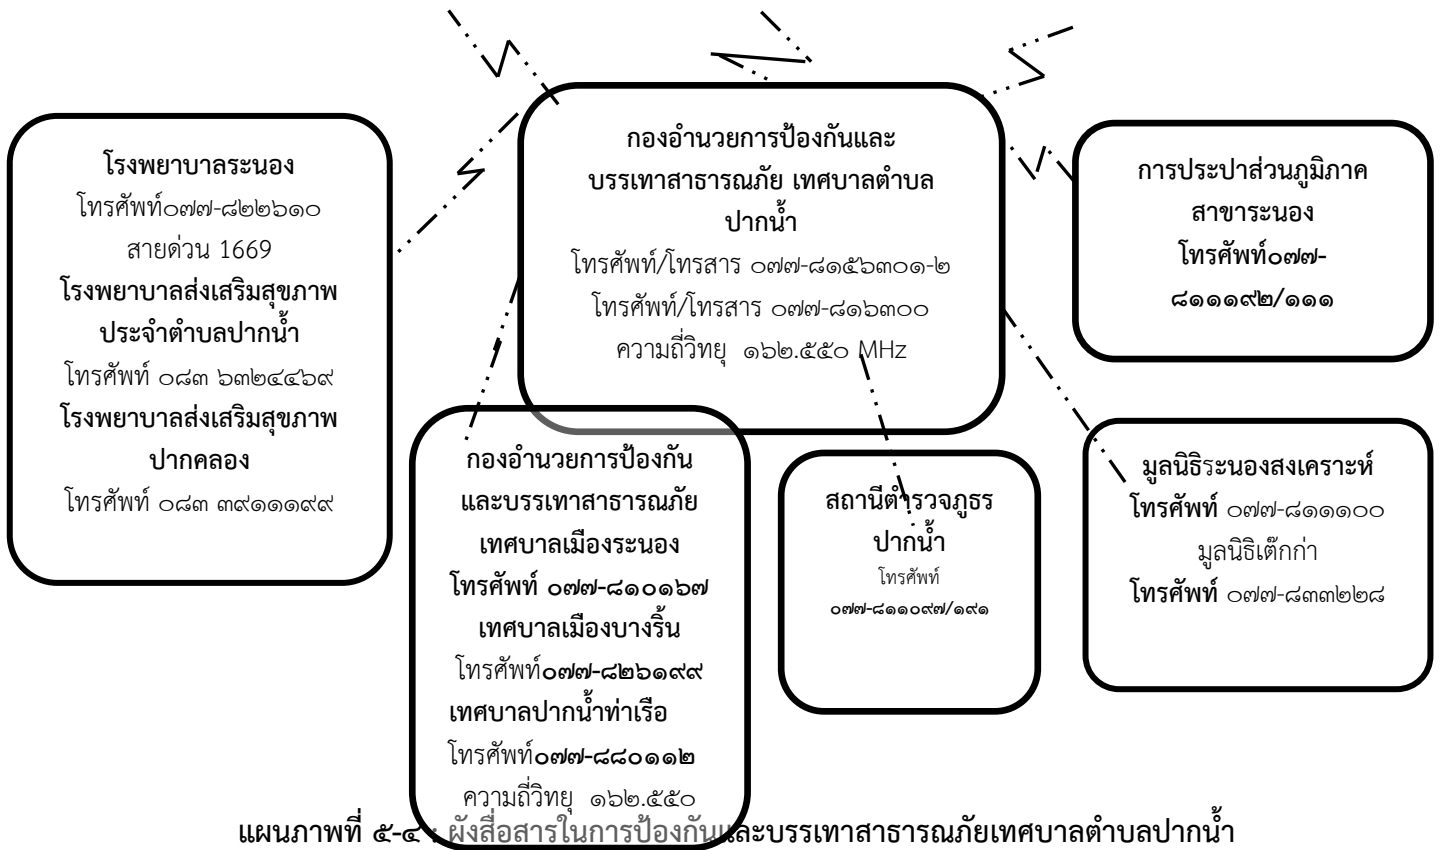 โรงพยาบาลระนอง
โทรศัพท์๐๗๗-๘๒๒๖๑๐
สายด่วน 1669
โรงพยาบาลส่งเสริมสุขภาพ
ประจำตำบลปากน้ำ
โทรศัพท์ ๐๘๓ ๖๓๒๔๔๖๙
โรงพยาบาลส่งเสริมสุขภาพ
ปากคลอง
โทรศัพท์ ๐๘๓ ๓๙๑๑๑๙๙
กองอำนวยการป้องกันและ
บรรเทาสาธารณภัย เทศบาลตำบล
ปากน้ำ
โทรศัพท์/โทรสาร ๐๗๗-๘๑๕๖๓๐๑-๒
โทรศัพท์/โทรสาร ๐๗๗-๘๑๖๓๐๐
ความถี่วิทยุ ๑๖๒.๕๕๐ MHz
การประปาส่วนภูมิภาค
สาขาระนอง
โทรศัพท์๐๗๗-
๘๑๑๑๙๒/๑๑๑
กองอำนวยการป้องกัน
และบรรเทาสาธารณภัย
เทศบาลเมืองระนอง
โทรศัพท์ ๐๗๗-๘๑๐๑๖๗
เทศบาลเมืองบางริ้น
โทรศัพท์๐๗๗-๘๒๖๑๙๙
เทศบาลปากน้ำท่าเรือ
โทรศัพท์๐๗๗-๘๘๐๑๑๒
ความถี่วิทยุ ๑๖๒.๕๕๐
สถานีตำรวจภูธร
ปากน้ำ
โทรศัพท์
๐๗๗-๘๑๑๐๙๗/๑๙๑
มูลนิธิระนองสงเคราะห์
โทรศัพท์ ๐๗๗-๘๑๑๑๐๐
มูลนิธิเต๊กก่า
โทรศัพท์ ๐๗๗-๘๓๓๒๒๘
แผนภาพที่ ๕-๔ : ผังสื่อสารในการป้องกันและบรรเทาสาธารณภัยเทศบาลตำบลปากน้ำ